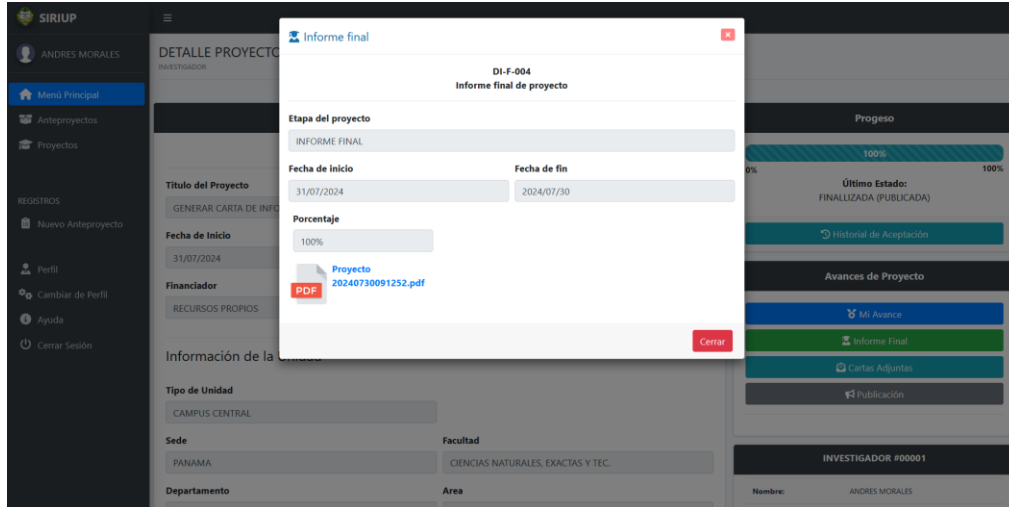 SIRIUP
ANDRES MORALES
Menú Principal
Anteproyectos
Proyectos
REGISTROS
Nuevo Anteproyecto
Perfil
Cambiar de Perfil
Ayuda
Cerrar Sesión
DETALLE PROYECTO
INVESTIGADOR
Titulo del Proyecto
GENERAR CARTA DE INFO
Fecha de Inicio
31/07/2024
Financiador
RECURSOS PROPIOS
Información de la Unidad
Tipo de Unidad
CAMPUS CENTRAL
Sede
PANAMA
Facultad
CIENCIAS NATURALES, EXACTAS Y TEC.
Departamento
Area
Informe final
DI-F-004
Informe final de proyecto
Etapa del proyecto
INFORME FINAL
Fecha de inicio
Fecha de fin
31/07/2024
2024/07/30
Porcentaje
100%
PDF
Proyecto
20240730091252.pdf
Cerrar
Progeso
100%
0%
100%
Último Estado:
FINALLIZADA (PUBLICADA)
Historial de Aceptación
Avances de Proyecto
Mi Avance
Informe Final
Cartas Adjuntas
Publicación
INVESTIGADOR #00001
Nombre:
ANDRES MORALES